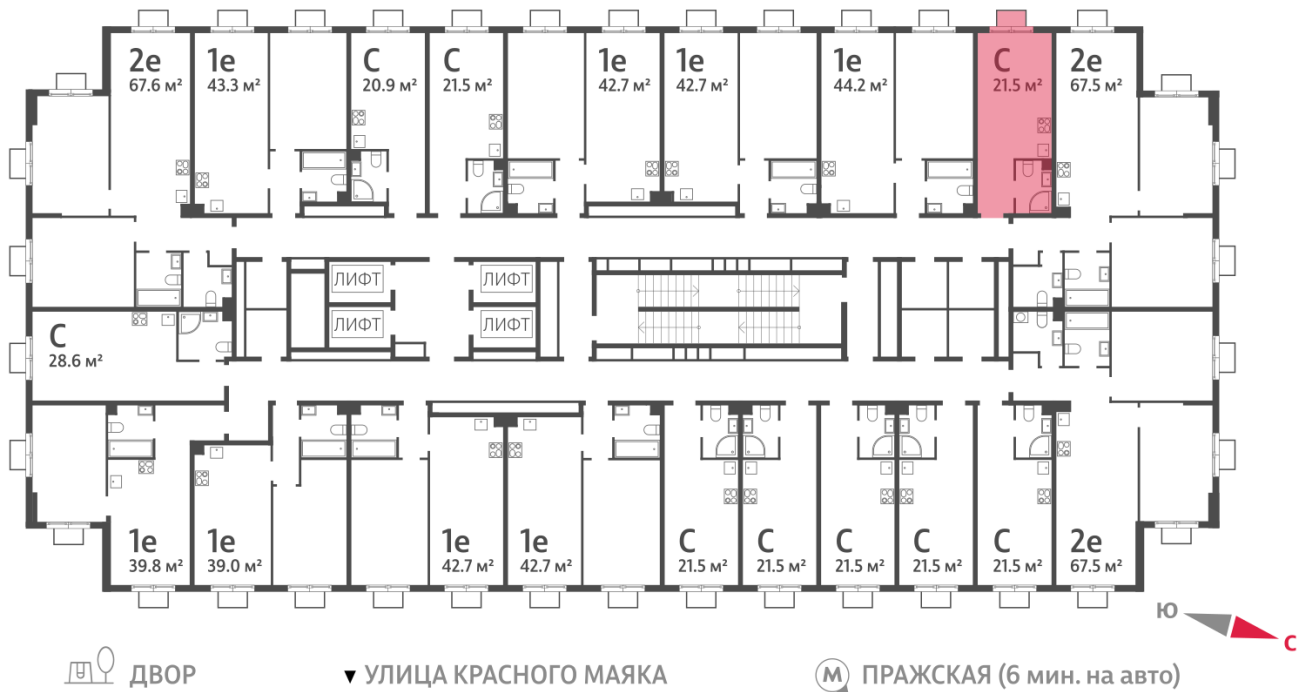 2е
67.6 м²
1е
43.3 м²
С
20.9 м²
С
21.5 м²
1е
42.7 м²
1е
42.7 м²
1е
44.2 м²
С
21.5 м²
2е
67.5 м²
ЛИФТ
ЛИФТ
ЛИФТ
ЛИФТ
С
28.6 м²
1е
39.8 м²
1е
39.0 м²
1е
42.7 м²
1е
42.7 м²
С
21.5 м²
С
21.5 м²
С
21.5 м²
С
21.5 м²
С
21.5 м²
2е
67.5 м²
Ю
С
ДВОР
▼ УЛИЦА КРАСНОГО МАЯКА
М ПРАЖСКАЯ (6 мин. на авто)